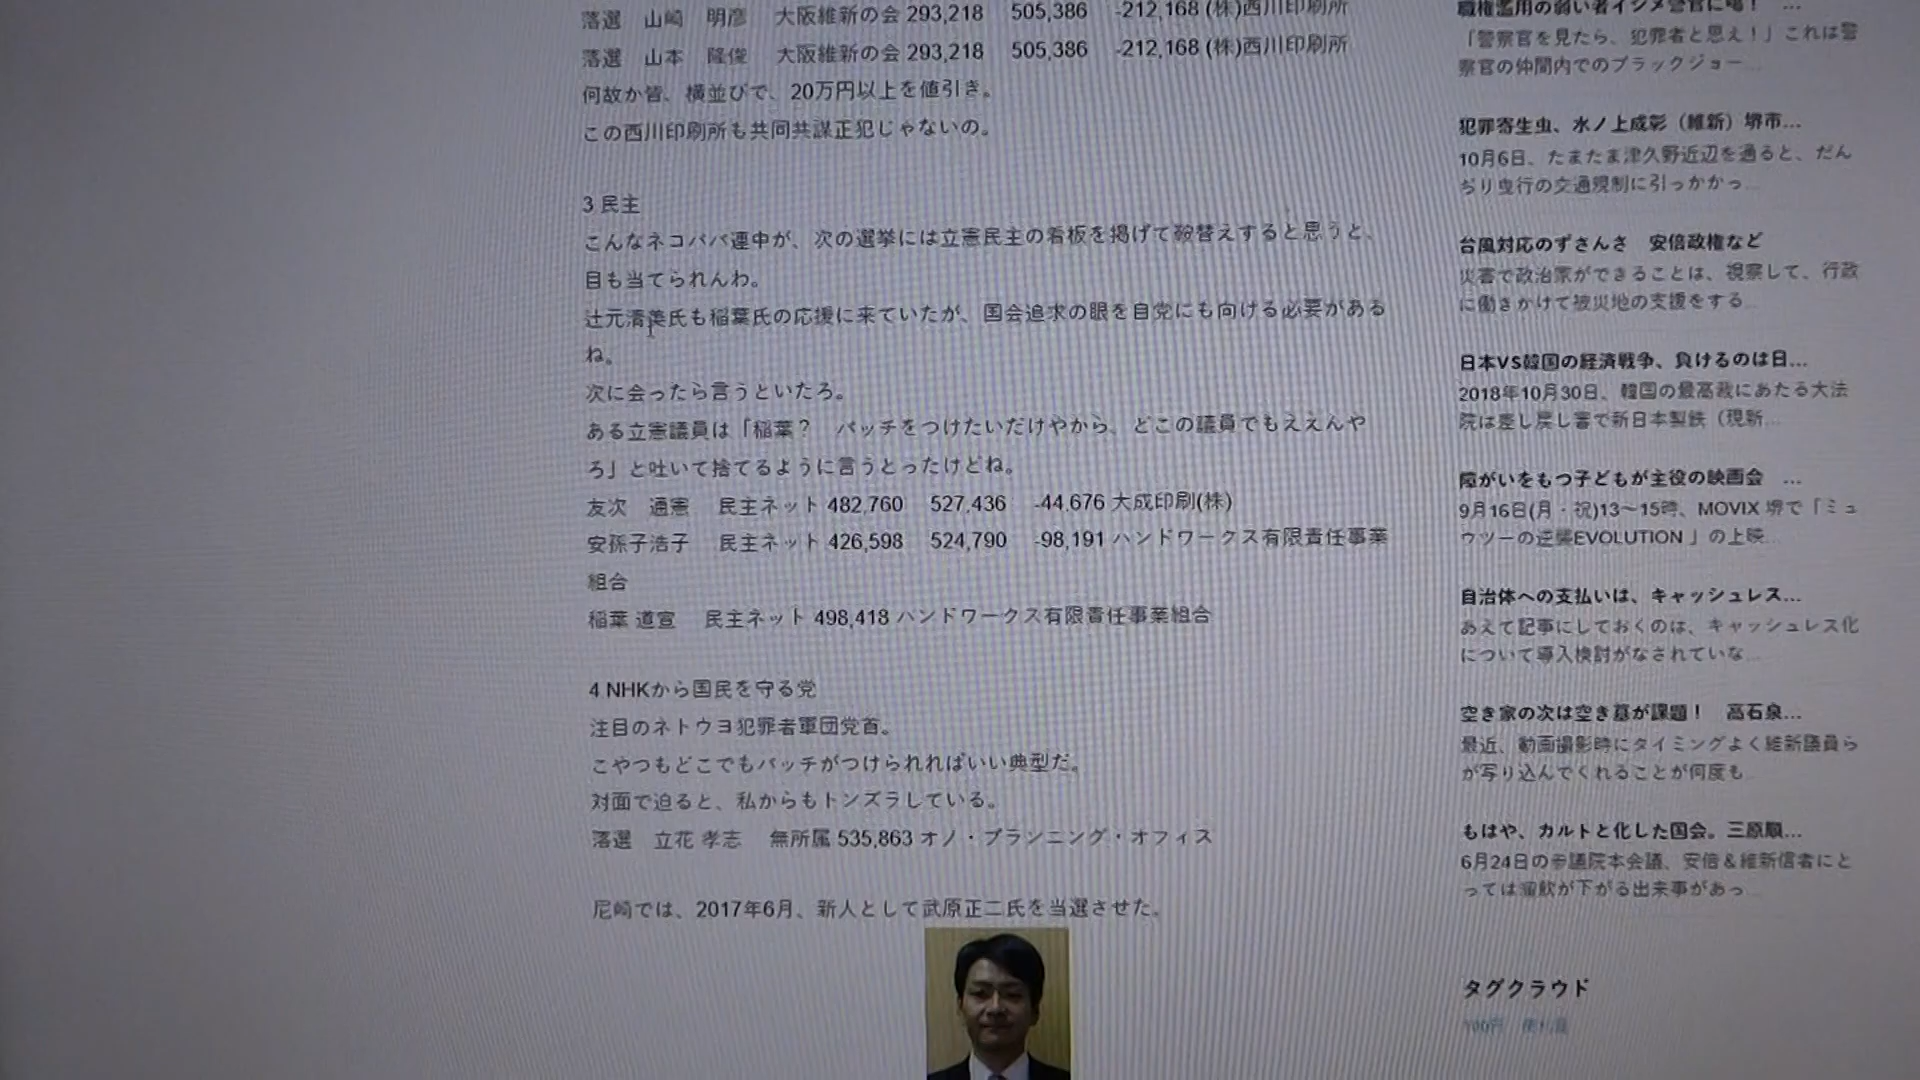 落選　山崎　明彦　大阪維新の会 293,218　505,386　-212,168 (株)西川印刷所
落選　山本　隆俊　大阪維新の会 293,218　505,386　-212,168 (株)西川印刷所
何故か皆、横並びで、20万円以上を値引き。
この西川印刷所も共同共謀正犯じゃないの。
3 民主
こんなネコババ連中が、次の選挙には立憲民主の看板を掲げて鞍替えすると思うと、
目も当てられんわ。
辻元清美氏も稲葉氏の応援に来ていたが、国会追求の眼を自党にも向ける必要がある
ね。
次に会ったら言うといたろ。
ある立憲議員は「稲葉？　バッチをつけたいだけやから、どこの議員でもええんや
ろ」と吐いて捨てるように言うとったけどね。
友次　通憲　民主ネット 482,760　527,436　-44,676 大成印刷(株)
安孫子浩子　民主ネット 426,598　524,790　-98,191 ハンドワークス有限責任事業
組合
稲葉 道宣　民主ネット 498,418 ハンドワークス有限責任事業組合
4 NHKから国民を守る党
注目のネトウヨ犯罪者軍団党首。
こやつもどこでもバッチがつけられればいい典型だ。
対面で迫ると、私からもトンズラしている。
落選　立花 孝志　無所属 535,863 オノ・プランニング・オフィス
尼崎では、2017年6月、新人として武原正二氏を当選させた。
職権濫用の弱い者イジメ警官に喝！　...
「警察官を見たら、犯罪者と思え！」これは警
察官の仲間内でのブラックジョー...
犯罪寄生虫、水ノ上成彰（維新）堺市...
10月6日、たまたま津久野近辺を通ると、だん
ぢり曳行の交通規制に引っかかっ...
台風対応のずさんさ　安倍政権など
災害で政治家ができることは、視察して、行政
に働きかけて被災地の支援をする...
日本VS韓国の経済戦争、負けるのは日...
2018年10月30日、韓国の最高裁にあたる大法
院は差し戻し審で新日本製鉄（現新...
障がいをもつ子どもが主役の映画会　...
9月16日(月・祝)13～15時、MOVIX 堺で「ミュ
ウツーの逆襲EVOLUTION 」の上映...
自治体への支払いは、キャッシュレス...
あえて記事にしておくのは、キャッシュレス化
について導入検討がなされていな...
空き家の次は空き墓が課題！　高石泉...
最近、動画撮影時にタイミングよく維新議員ら
が写り込んでくれることが何度も...
もはや、カルトと化した国会。三原順...
6月24日の参議院本会議、安倍＆維新信者にと
っては溜飲が下がる出来事があっ...
タグクラウド
100円　便利屋